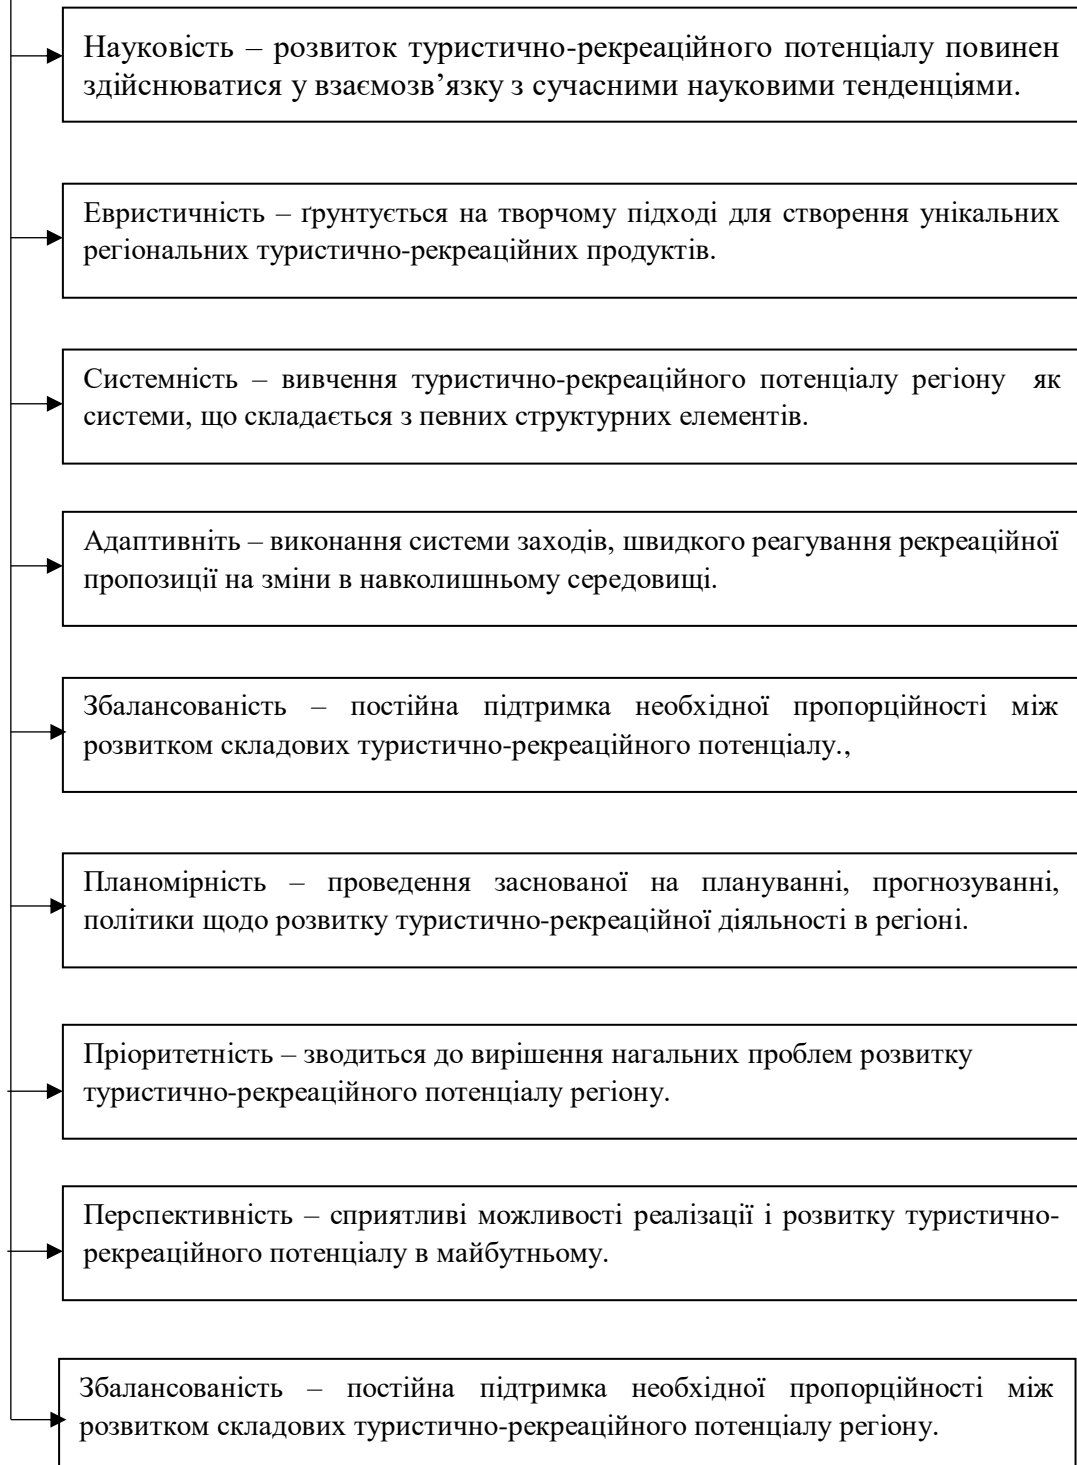 Науковість – розвиток туристично-рекреаційного потенціалу повинен
здійснюватися у взаємозв’язку з сучасними науковими тенденціями.
Евристичність – ґрунтується на творчому підході для створення унікальних
регіональних туристично-рекреаційних продуктів.
Системність – вивчення туристично-рекреаційного потенціалу регіону як
системи, що складається з певних структурних елементів.
Адаптивніть – виконання системи заходів, швидкого реагування рекреаційної
пропозиції на зміни в навколишньому середовищі.
Збалансованість – постійна підтримка необхідної пропорційності між
розвитком складових туристично-рекреаційного потенціалу.,
Планомірність – проведення заснованої на плануванні, прогнозуванні,
політики щодо розвитку туристично-рекреаційної діяльності в регіоні.
Пріоритетність – зводиться до вирішення нагальних проблем розвитку
туристично-рекреаційного потенціалу регіону.
Перспективність – сприятливі можливості реалізації і розвитку туристично-
рекреаційного потенціалу в майбутньому.
Збалансованість – постійна підтримка необхідної пропорційності між
розвитком складових туристично-рекреаційного потенціалу регіону.